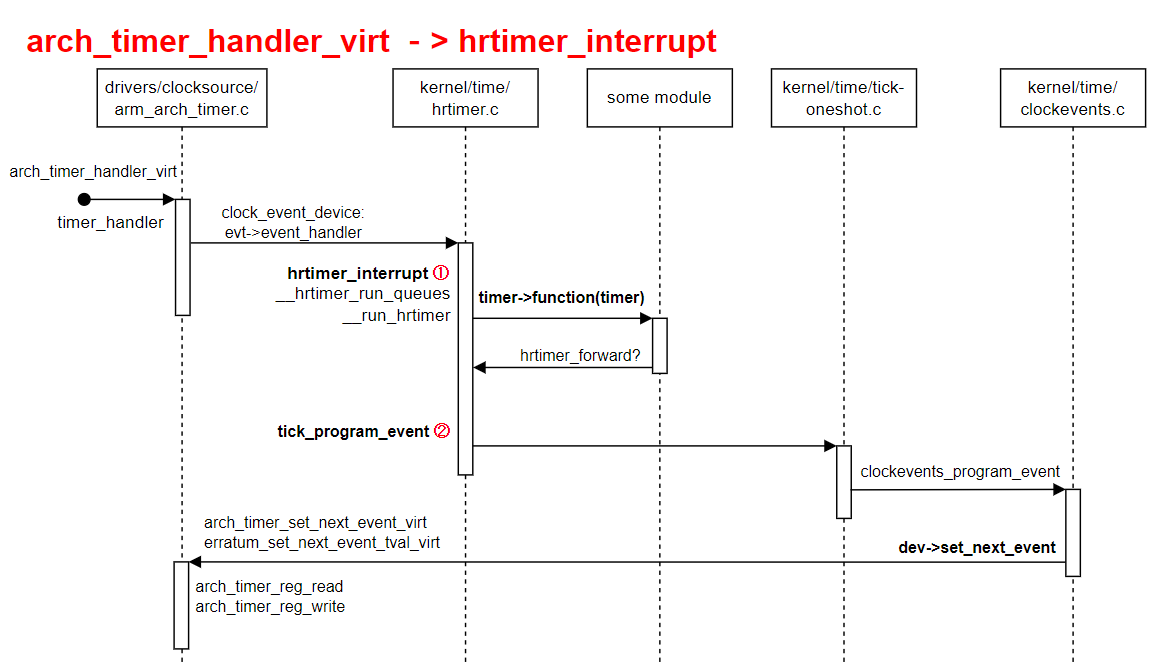 arch_timer_handler_virt - > hrtimer_interrupt
drivers/clocksource/
arm_arch_timer.c
kernel/time/
hrtimer.c
some module
kernel/time/tick-
oneshot.c
kernel/time/
clockevents.c
arch_timer_handler_virt
timer_handler
clock_event_device:
evt->event_handler
hrtimer_interrupt ①
__hrtimer_run_queues
__run_hrtimer
timer->function(timer)
hrtimer_forward?
tick_program_event ②
clockevents_program_event
arch_timer_set_next_event_virt
erratum_set_next_event_tval_virt
dev->set_next_event
arch_timer_reg_read
arch_timer_reg_write